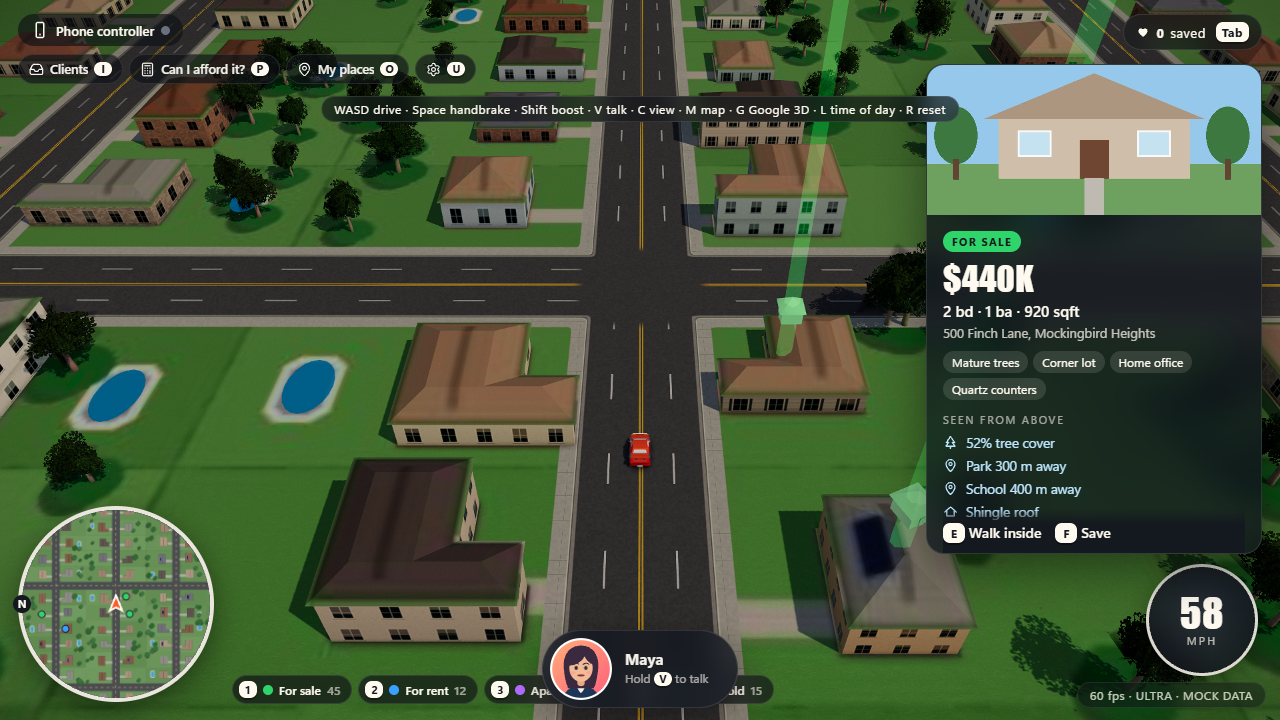 Phone controller
0 saved Tab
Clients I
Can I afford it? P
My places O
U
WASD drive · Space handbrake · Shift boost · V talk · C view · M map · G Google 3D · L time of day · R reset
FOR SALE
$440K
2 bd · 1 ba · 920 sqft
500 Finch Lane, Mockingbird Heights
Mature trees
Corner lot
Home office
Quartz counters
SEEN FROM ABOVE
52% tree cover
Park 300 m away
School 400 m away
Shingle roof
E Walk inside
F Save
N
58
MPH
Maya
Hold V to talk
1 For sale 45
2 For rent 12
3
15
60 fps · ULTRA · MOCK DATA